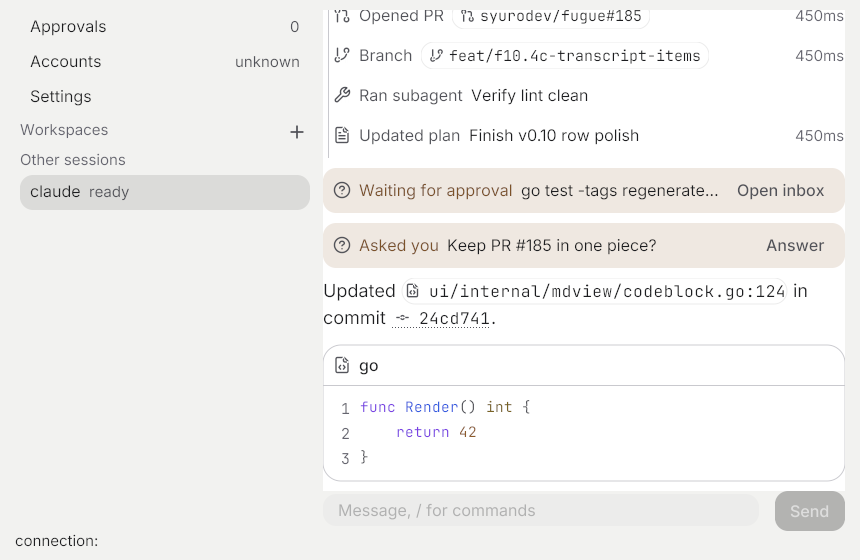 Approvals 0
Accounts unknown
Settings
Workspaces +
Other sessions
claude ready
connection:
Opened PR syurodev/fugue#185 450ms
Branch feat/f10.4c-transcript-items 450ms
Ran subagent Verify lint clean
Updated plan Finish v0.10 row polish 450ms
Waiting for approval go test -tags regenerate… Open inbox
Asked you Keep PR #185 in one piece? Answer
Updated ui/internal/mdview/codeblock.go:124 in
commit 24cd741.
go
1 func Render() int {
2     return 42
3 }
Message, / for commands Send